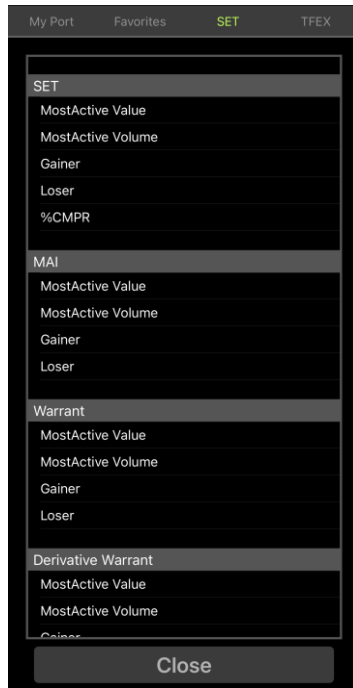 My Port Favorites SET TFEX
SET
MostActive Value
MostActive Volume
Gainer
Loser
%CMPR
MAI
MostActive Value
MostActive Volume
Gainer
Loser
Warrant
MostActive Value
MostActive Volume
Gainer
Loser
Derivative Warrant
MostActive Value
MostActive Volume
Gainer
Close